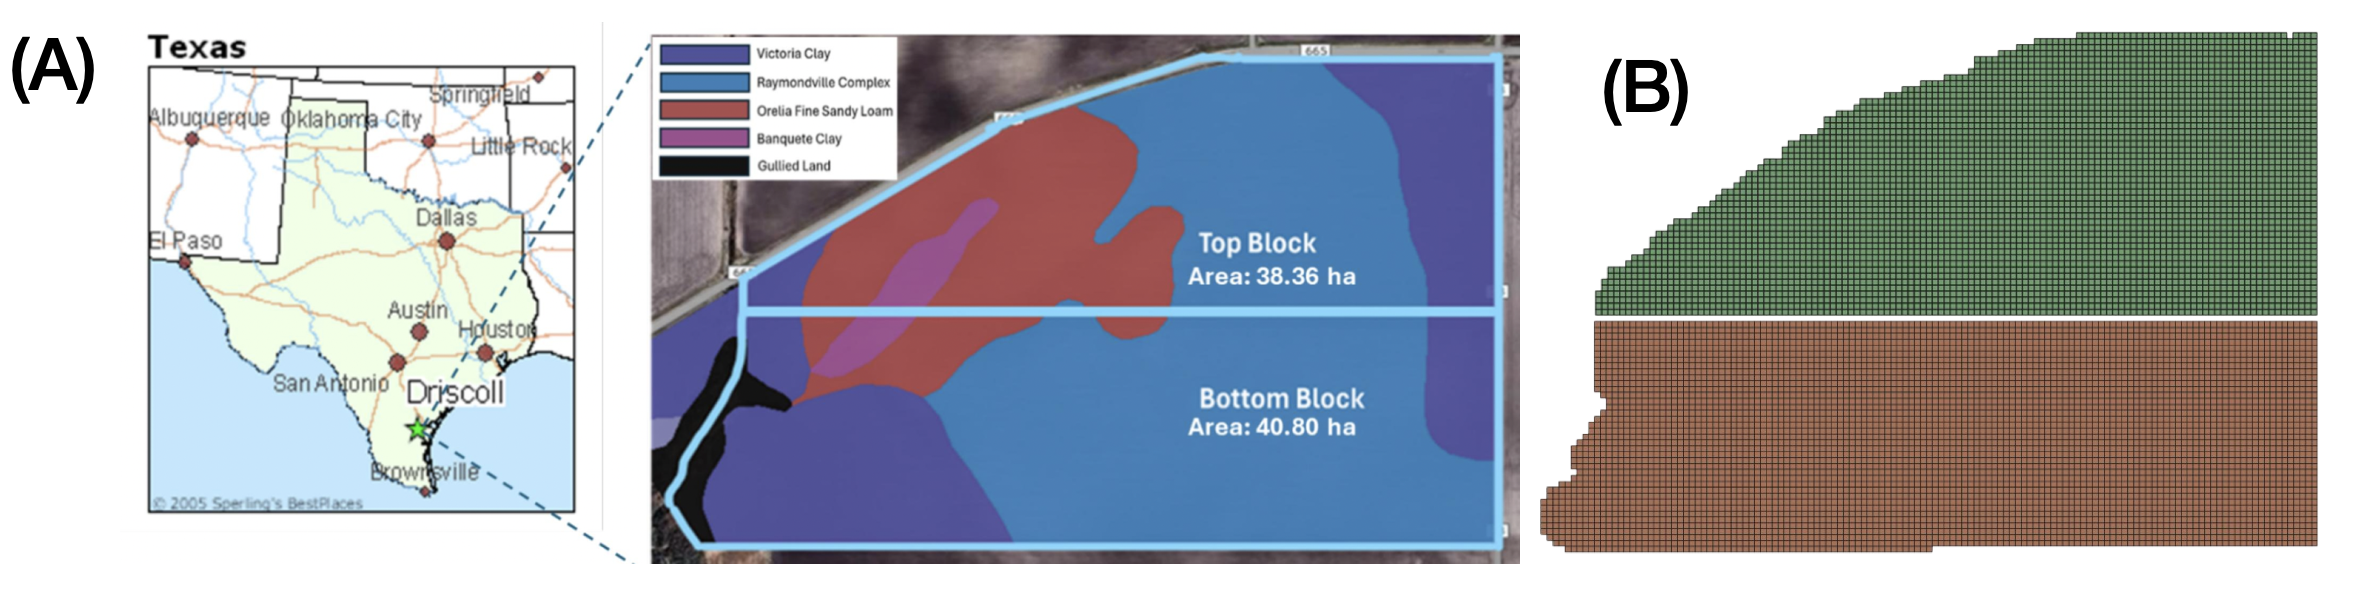 (A)
Texas
Springfield
Albuquerque
Oklahoma City
Little Rock
Dallas
El Paso
Austin
Houston
San Antonio
Driscoll
Brownsville
© 2005 Sperling's BestPlaces
Victoria Clay
Raymondville Complex
Orelia Fine Sandy Loam
Banquete Clay
Gullied Land
665
Top Block
Area: 38.36 ha
Bottom Block
Area: 40.80 ha
(B)